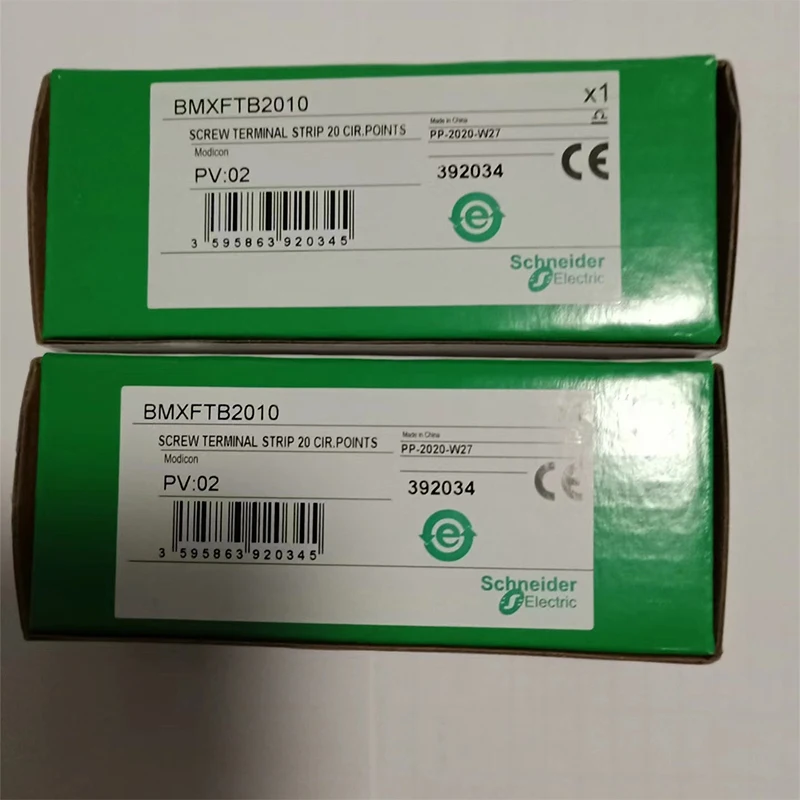 BMXFTB2010
x1
SCREW TERMINAL STRIP 20 CIR.POINTS
Made in China
PP-2020-W27
Modicon
PV:02
392034
CE
3 595863 920345
Schneider
Electric
BMXFTB2010
SCREW TERMINAL STRIP 20 CIR.POINTS
Made in China
PP-2020-W27
Modicon
PV:02
392034
CE
3 595863 920345
Schneider
Electric